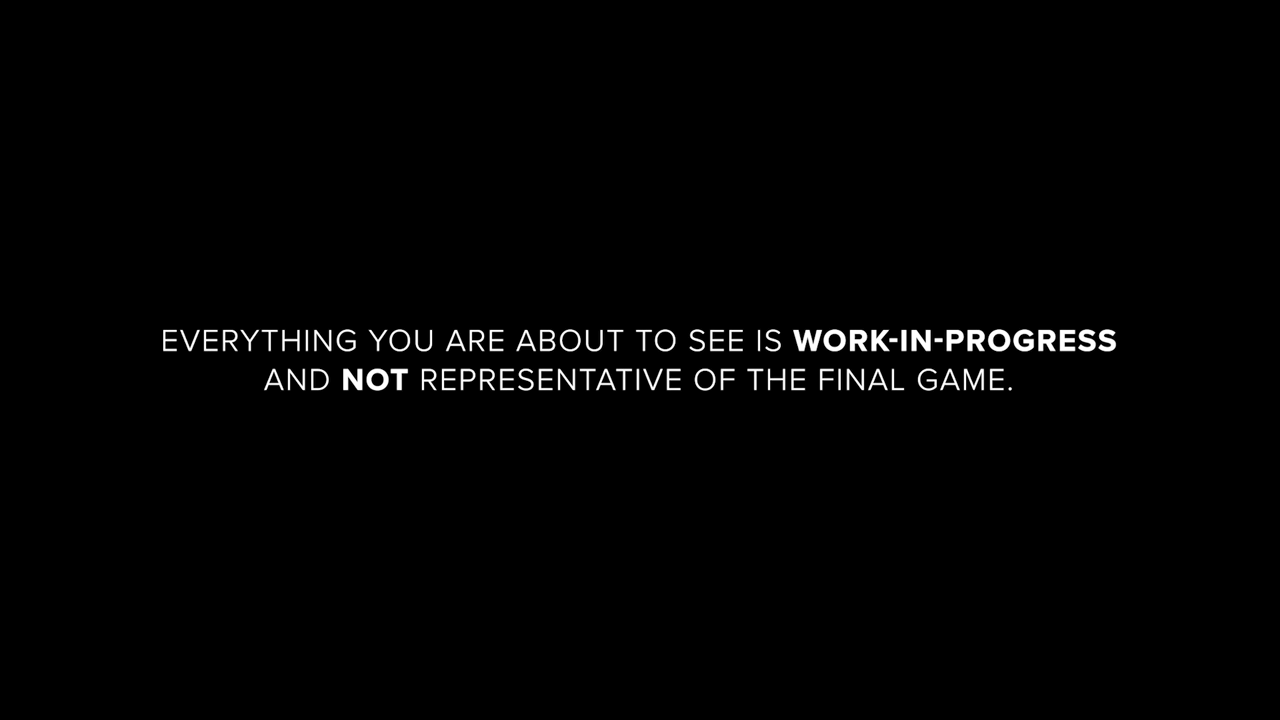 EVERYTHING YOU ARE ABOUT TO SEE IS WORK-IN-PROGRESS
AND NOT REPRESENTATIVE OF THE FINAL GAME.